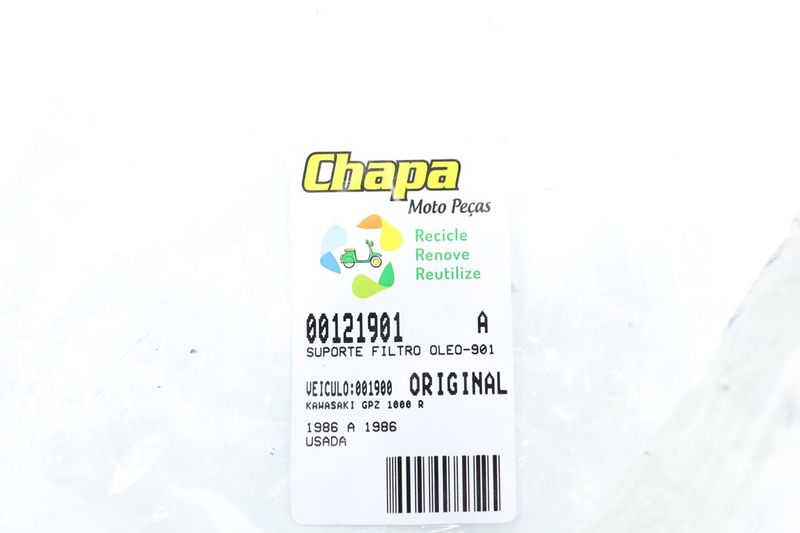 Chapa
Moto Peças
Recicle
Renove
Reutilize
00121901 A
SUPORTE FILTRO OLEO-901
VEICULO:001900 ORIGINAL
KAWASAKI GPZ 1000 R
1986 A 1986
USADA